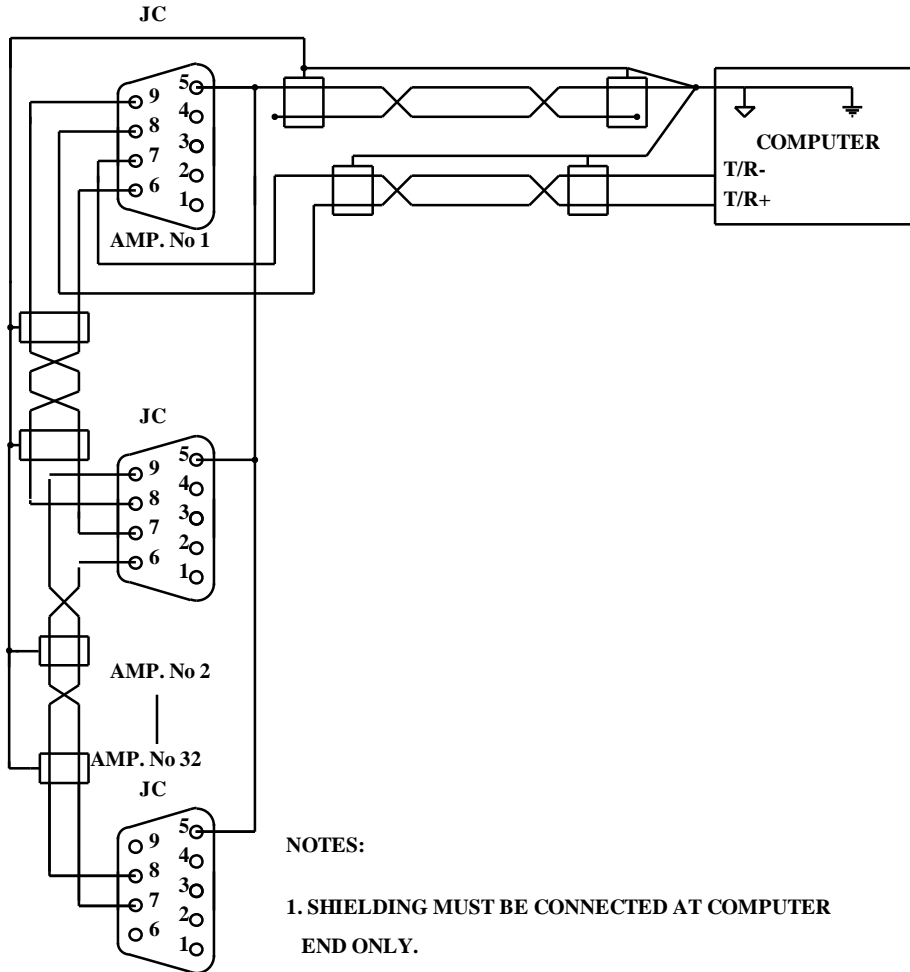 JC
5
9
4
8
3
7
2
6
1
AMP. No 1
COMPUTER
T/R-
T/R+
JC
5
9
4
8
3
7
2
6
1
AMP. No 2
AMP. No 32
JC
5
9
4
8
3
7
2
6
1
NOTES:
1. SHIELDING MUST BE CONNECTED AT COMPUTER
END ONLY.